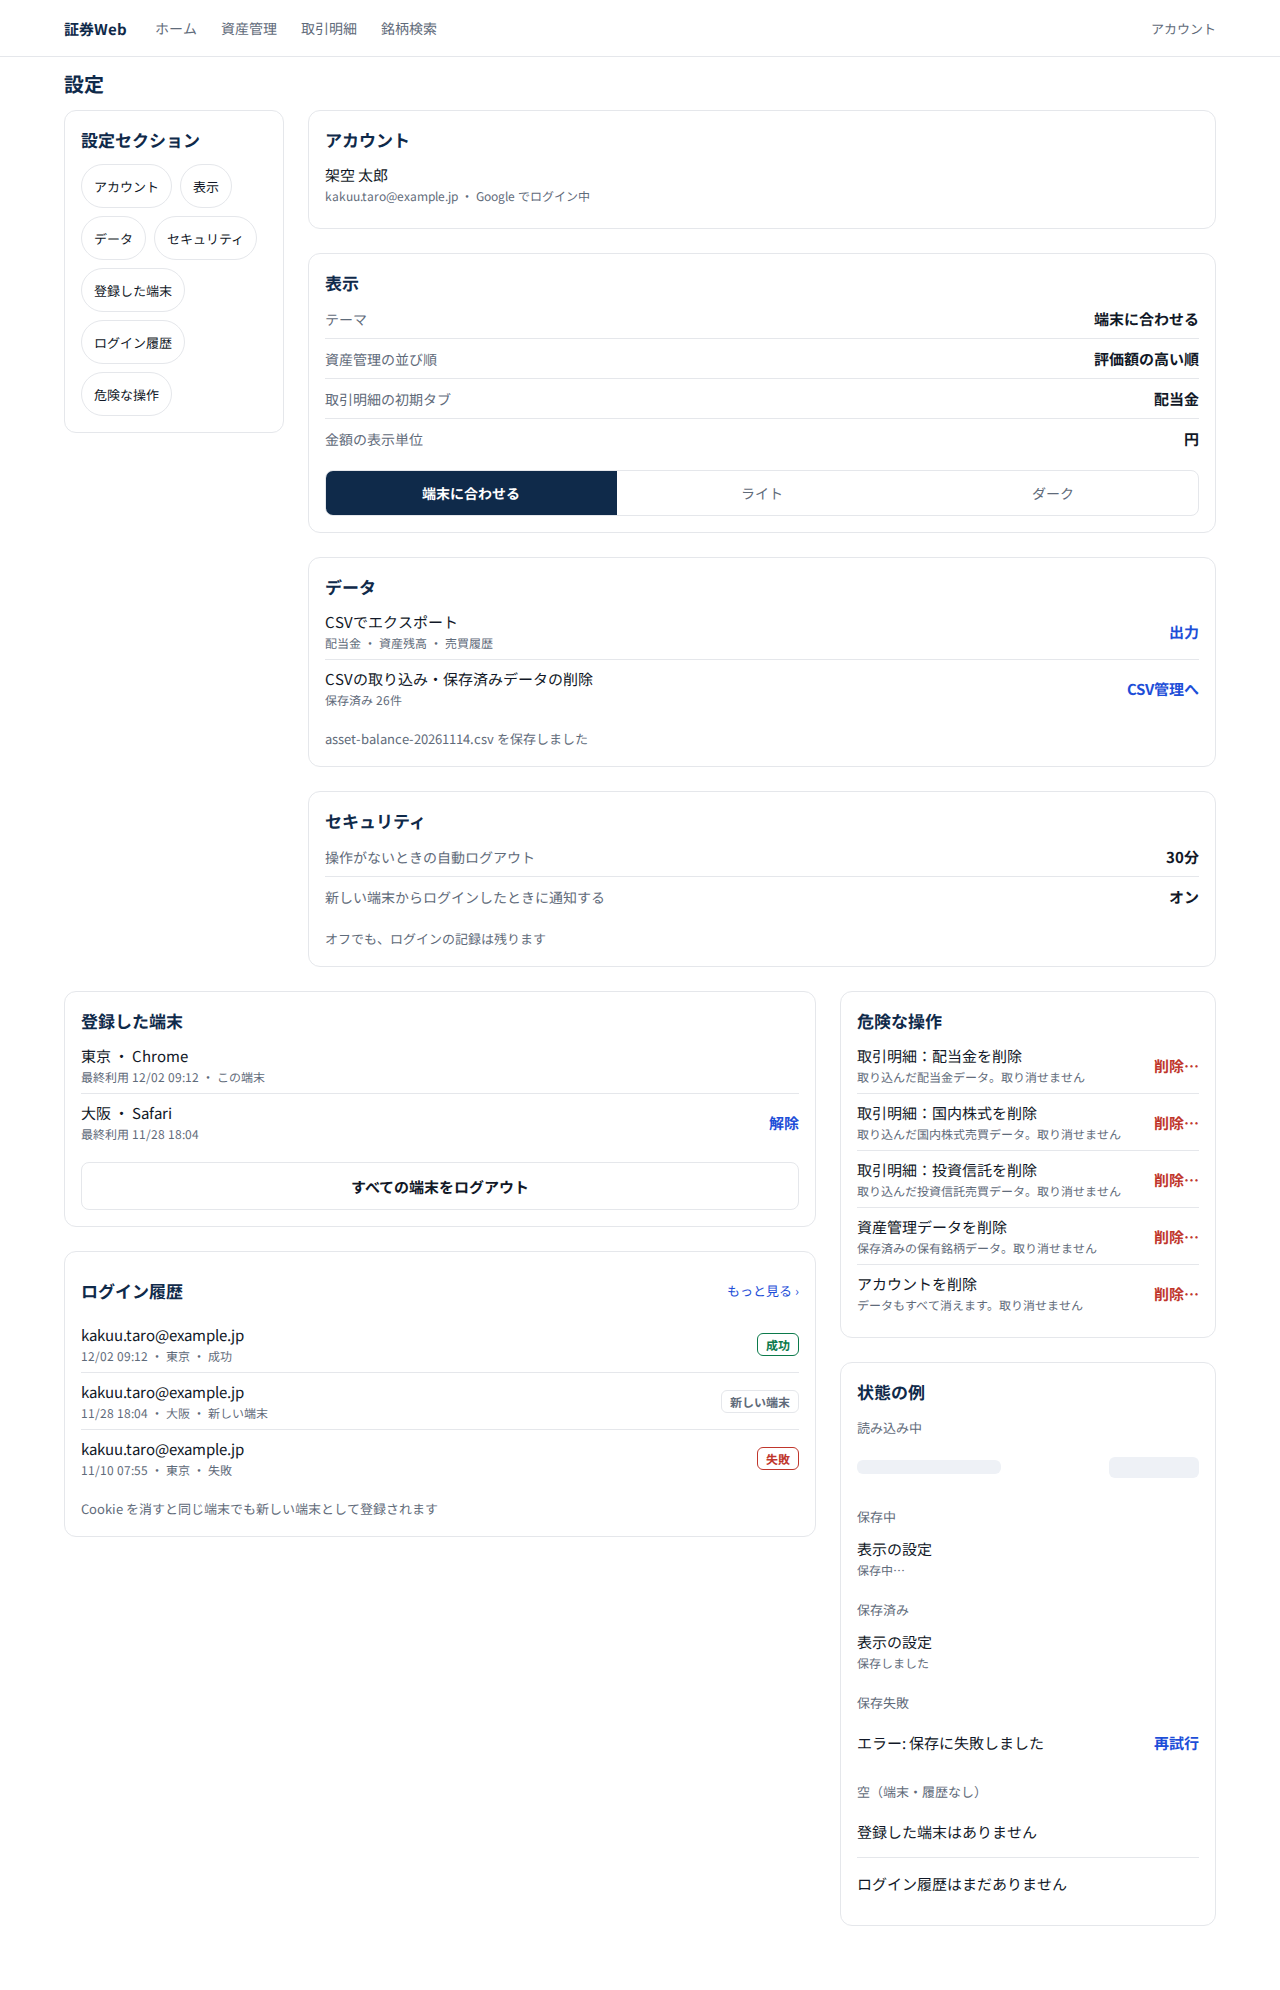 証券Web ホーム 資産管理 取引明細 銘柄検索 アカウント
設定
設定セクション
アカウント 表示
データ セキュリティ
登録した端末
ログイン履歴
危険な操作
アカウント
架空 太郎
kakuu.taro@example.jp ・ Google でログイン中
表示
テーマ 端末に合わせる
資産管理の並び順 評価額の高い順
取引明細の初期タブ 配当金
金額の表示単位 円
端末に合わせる ライト ダーク
データ
CSVでエクスポート
配当金 ・ 資産残高 ・ 売買履歴
出力
CSVの取り込み・保存済みデータの削除
保存済み 26件
CSV管理へ
asset-balance-20261114.csv を保存しました
セキュリティ
操作がないときの自動ログアウト 30分
新しい端末からログインしたときに通知する オン
オフでも、ログインの記録は残ります
登録した端末
東京 ・ Chrome
最終利用 12/02 09:12 ・ この端末
大阪 ・ Safari
最終利用 11/28 18:04
解除
すべての端末をログアウト
ログイン履歴 もっと見る ›
kakuu.taro@example.jp
12/02 09:12 ・ 東京 ・ 成功
成功
kakuu.taro@example.jp
11/28 18:04 ・ 大阪 ・ 新しい端末
新しい端末
kakuu.taro@example.jp
11/10 07:55 ・ 東京 ・ 失敗
失敗
Cookie を消すと同じ端末でも新しい端末として登録されます
危険な操作
取引明細：配当金を削除
取り込んだ配当金データ。取り消せません
削除…
取引明細：国内株式を削除
取り込んだ国内株式売買データ。取り消せません
削除…
取引明細：投資信託を削除
取り込んだ投資信託売買データ。取り消せません
削除…
資産管理データを削除
保存済みの保有銘柄データ。取り消せません
削除…
アカウントを削除
データもすべて消えます。取り消せません
削除…
状態の例
読み込み中
保存中
表示の設定
保存中…
保存済み
表示の設定
保存しました
保存失敗
エラー: 保存に失敗しました 再試行
空（端末・履歴なし）
登録した端末はありません
ログイン履歴はまだありません